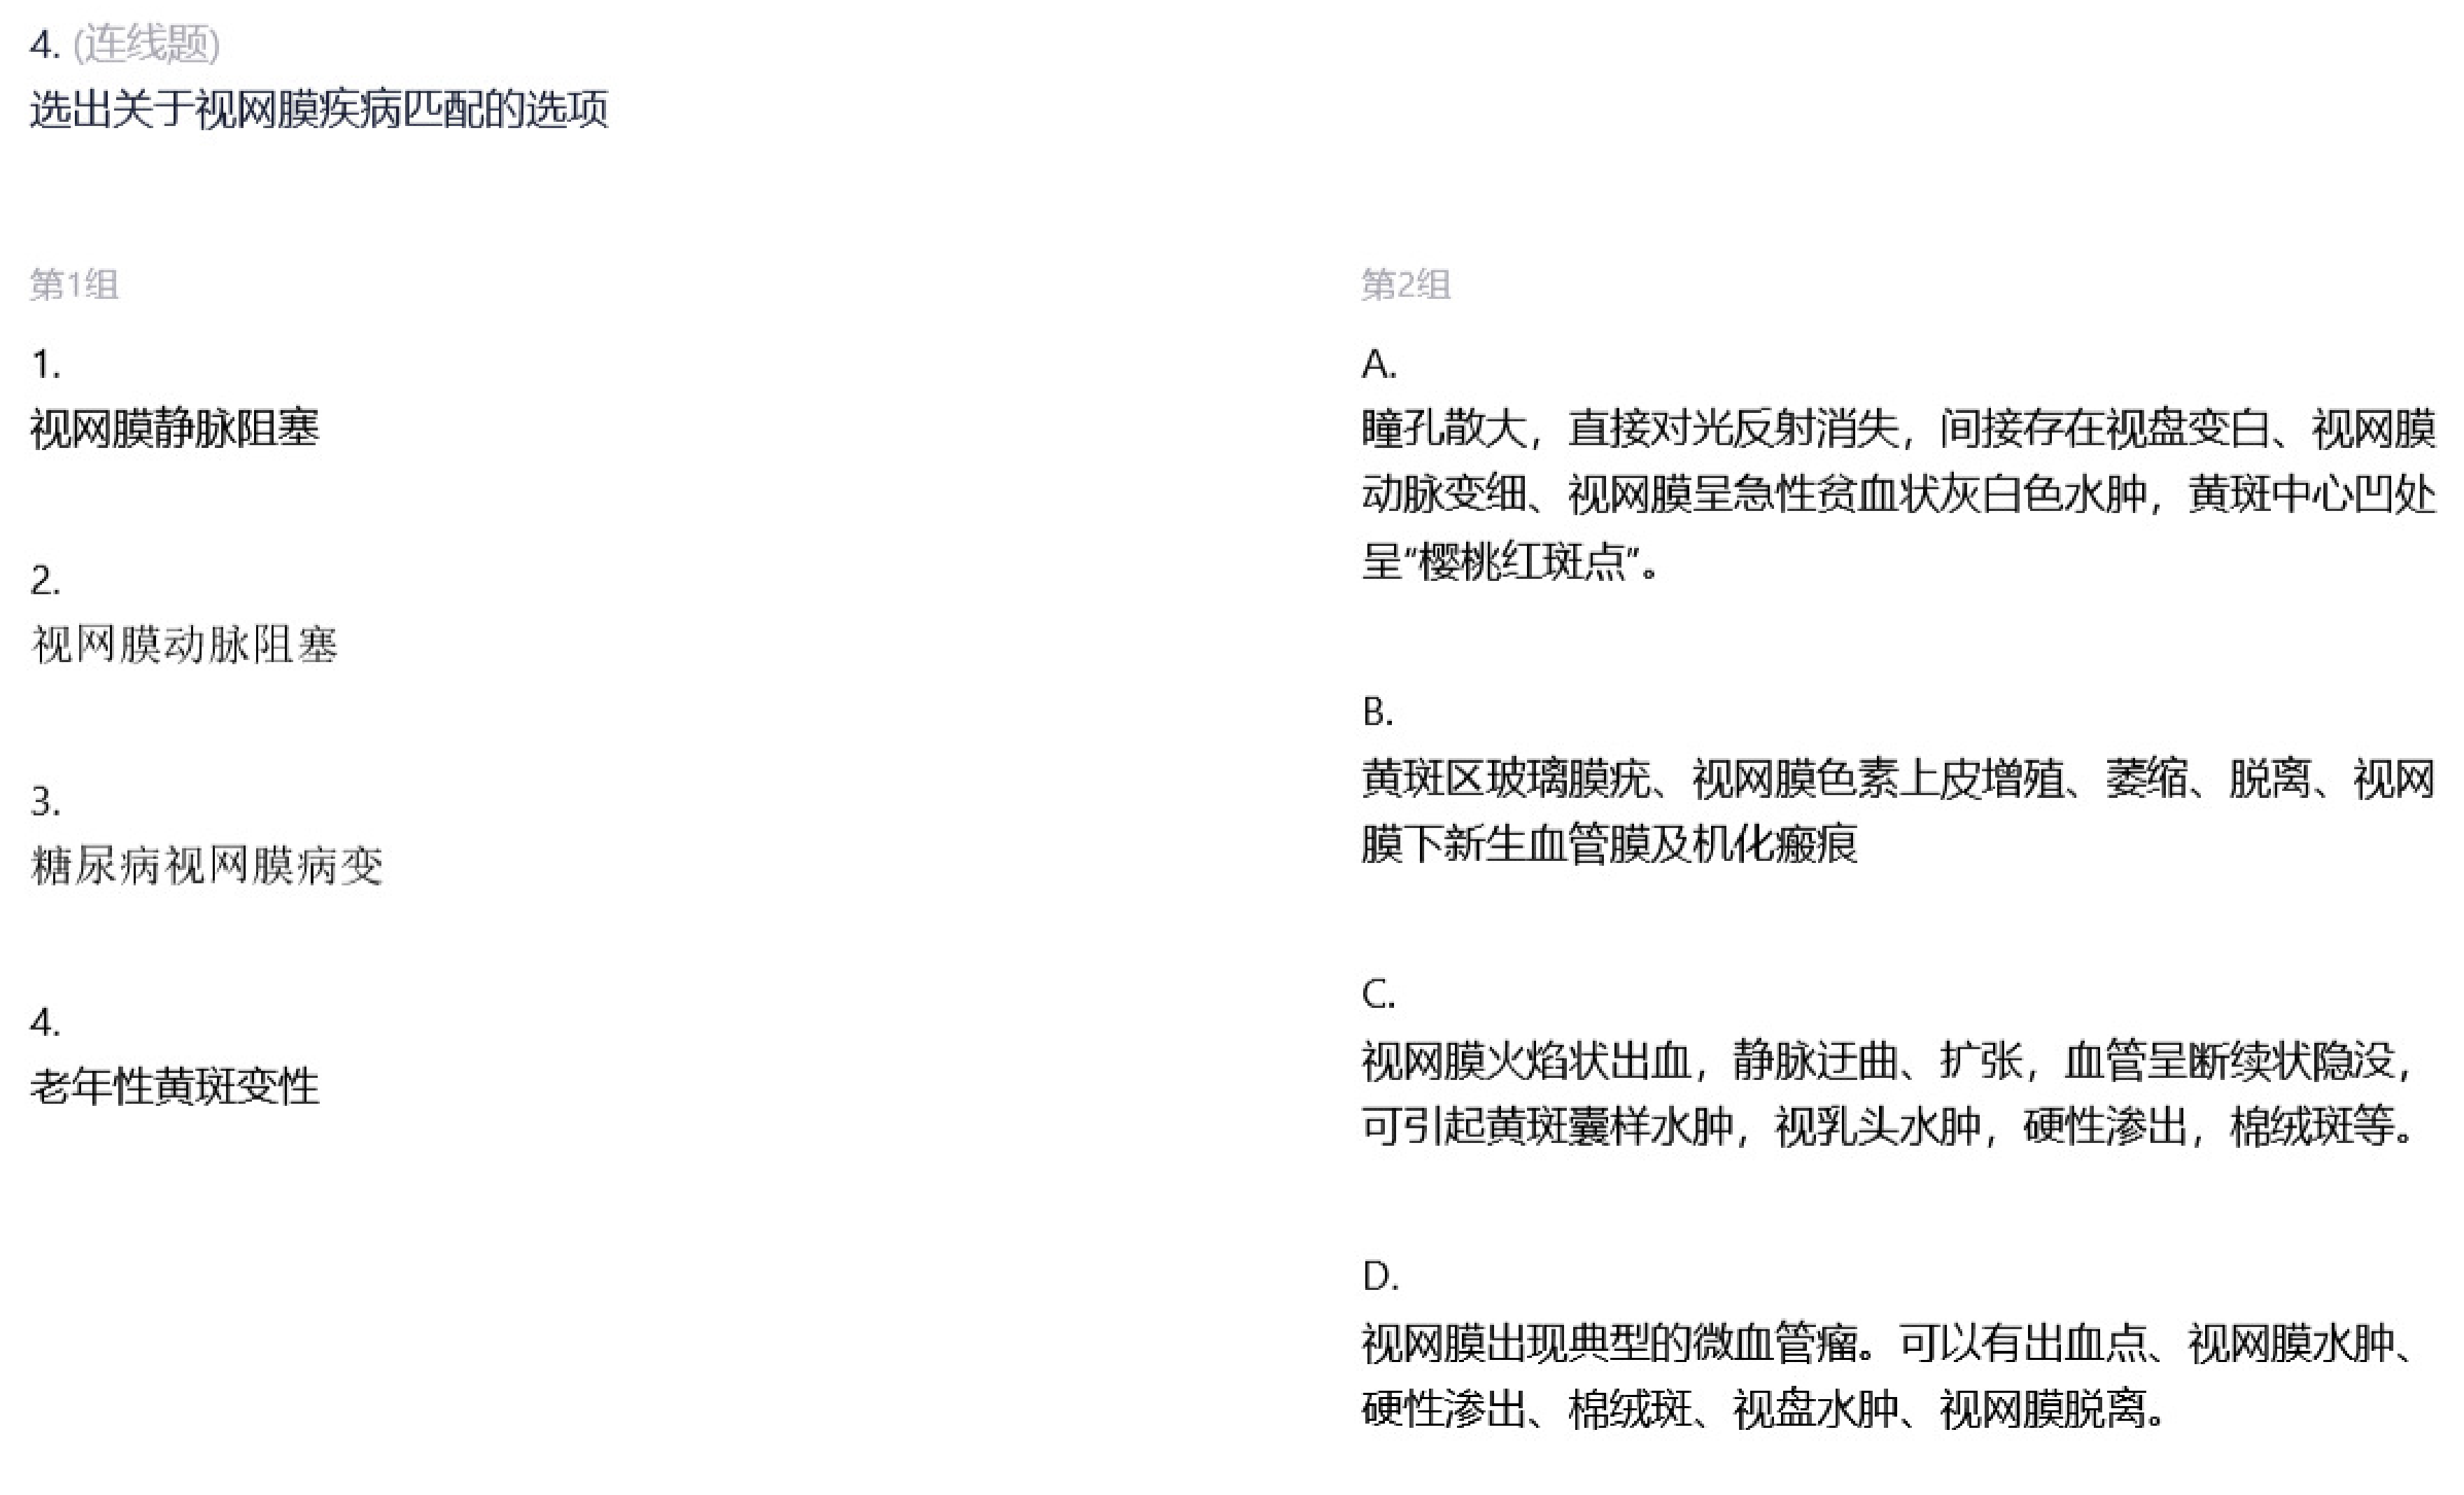 4. (连线题)
选出关于视网膜疾病匹配的选项
第1组
1.
视网膜静脉阻塞
2.
视网膜动脉阻塞
3.
糖尿病视网膜病变
4.
老年性黄斑变性
第2组
A.
瞳孔散大，直接对光反射消失，间接存在视盘变白、视网膜
动脉变细、视网膜呈急性贫血状灰白色水肿，黄斑中心凹处
呈“樱桃红斑点”。
B.
黄斑区玻璃膜疣、视网膜色素上皮增殖、萎缩、脱离、视网
膜下新生血管膜及机化瘢痕
C.
视网膜火焰状出血，静脉迂曲、扩张，血管呈断续状隐没，
可引起黄斑囊样水肿，视乳头水肿，硬性渗出，棉绒斑等。
D.
视网膜出现典型的微血管瘤。可以有出血点、视网膜水肿、
硬性渗出、棉绒斑、视盘水肿、视网膜脱离。